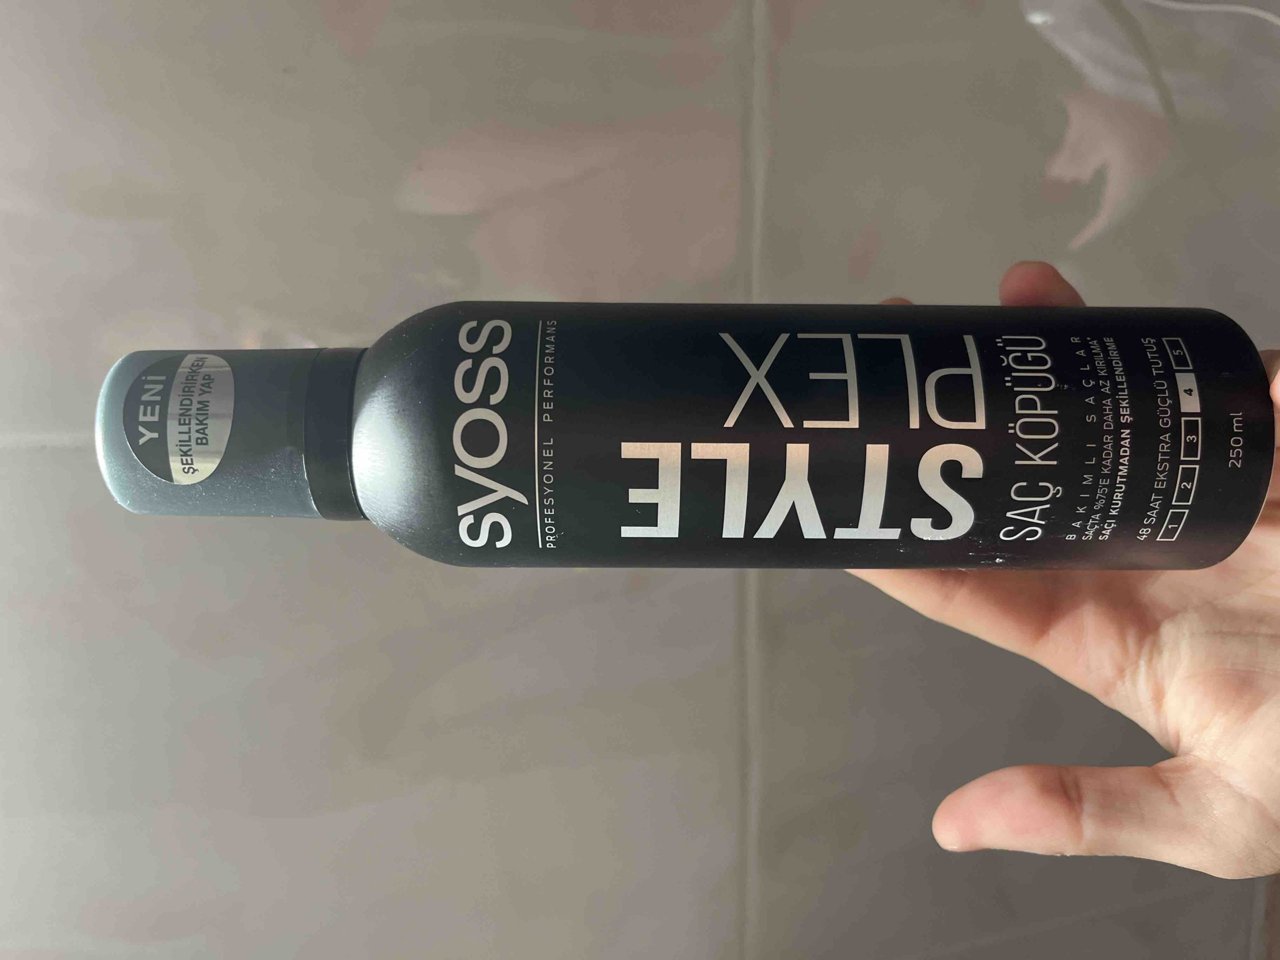 YENİ
ŞEKİLLENDİRİRKEN
BAKIM YAP
syoss
PROFESYONEL PERFORMANS
STYLE
PLEX
SAÇ KÖPÜĞÜ
BAKIMLI SAÇLAR
SAÇTA %75'E KADAR DAHA AZ KIRILMA*
SAÇI KURUTMADAN ŞEKİLLENDİRME
48 SAAT EKSTRA GÜÇLÜ TUTUŞ
1 2 3 4 5
250 ml